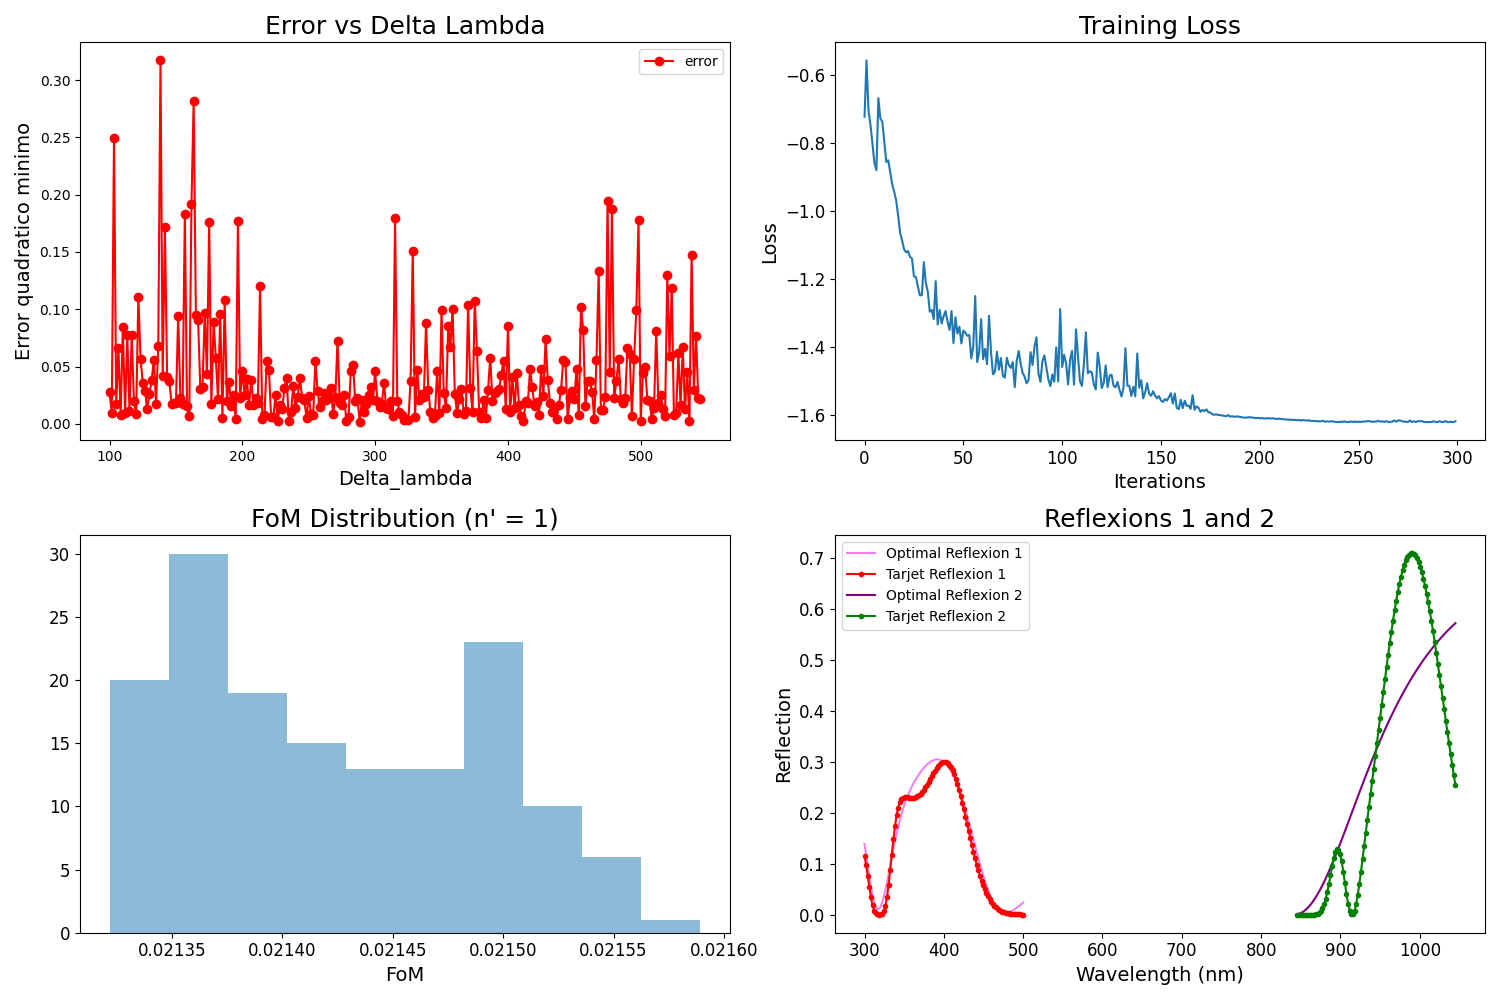 Error vs Delta Lambda
error
Error quadratico minimo
0.30
0.25
0.20
0.15
0.10
0.05
0.00
100 200 300 400 500
Delta_lambda
Training Loss
Loss
−0.6
−0.8
−1.0
−1.2
−1.4
−1.6
0 50 100 150 200 250 300
Iterations
FoM Distribution (n' = 1)
30
25
20
15
10
5
0
0.02135 0.02140 0.02145 0.02150 0.02155 0.02160
FoM
Reflexions 1 and 2
Optimal Reflexion 1
Tarjet Reflexion 1
Optimal Reflexion 2
Tarjet Reflexion 2
Reflection
0.7
0.6
0.5
0.4
0.3
0.2
0.1
0.0
300 400 500 600 700 800 900 1000
Wavelength (nm)